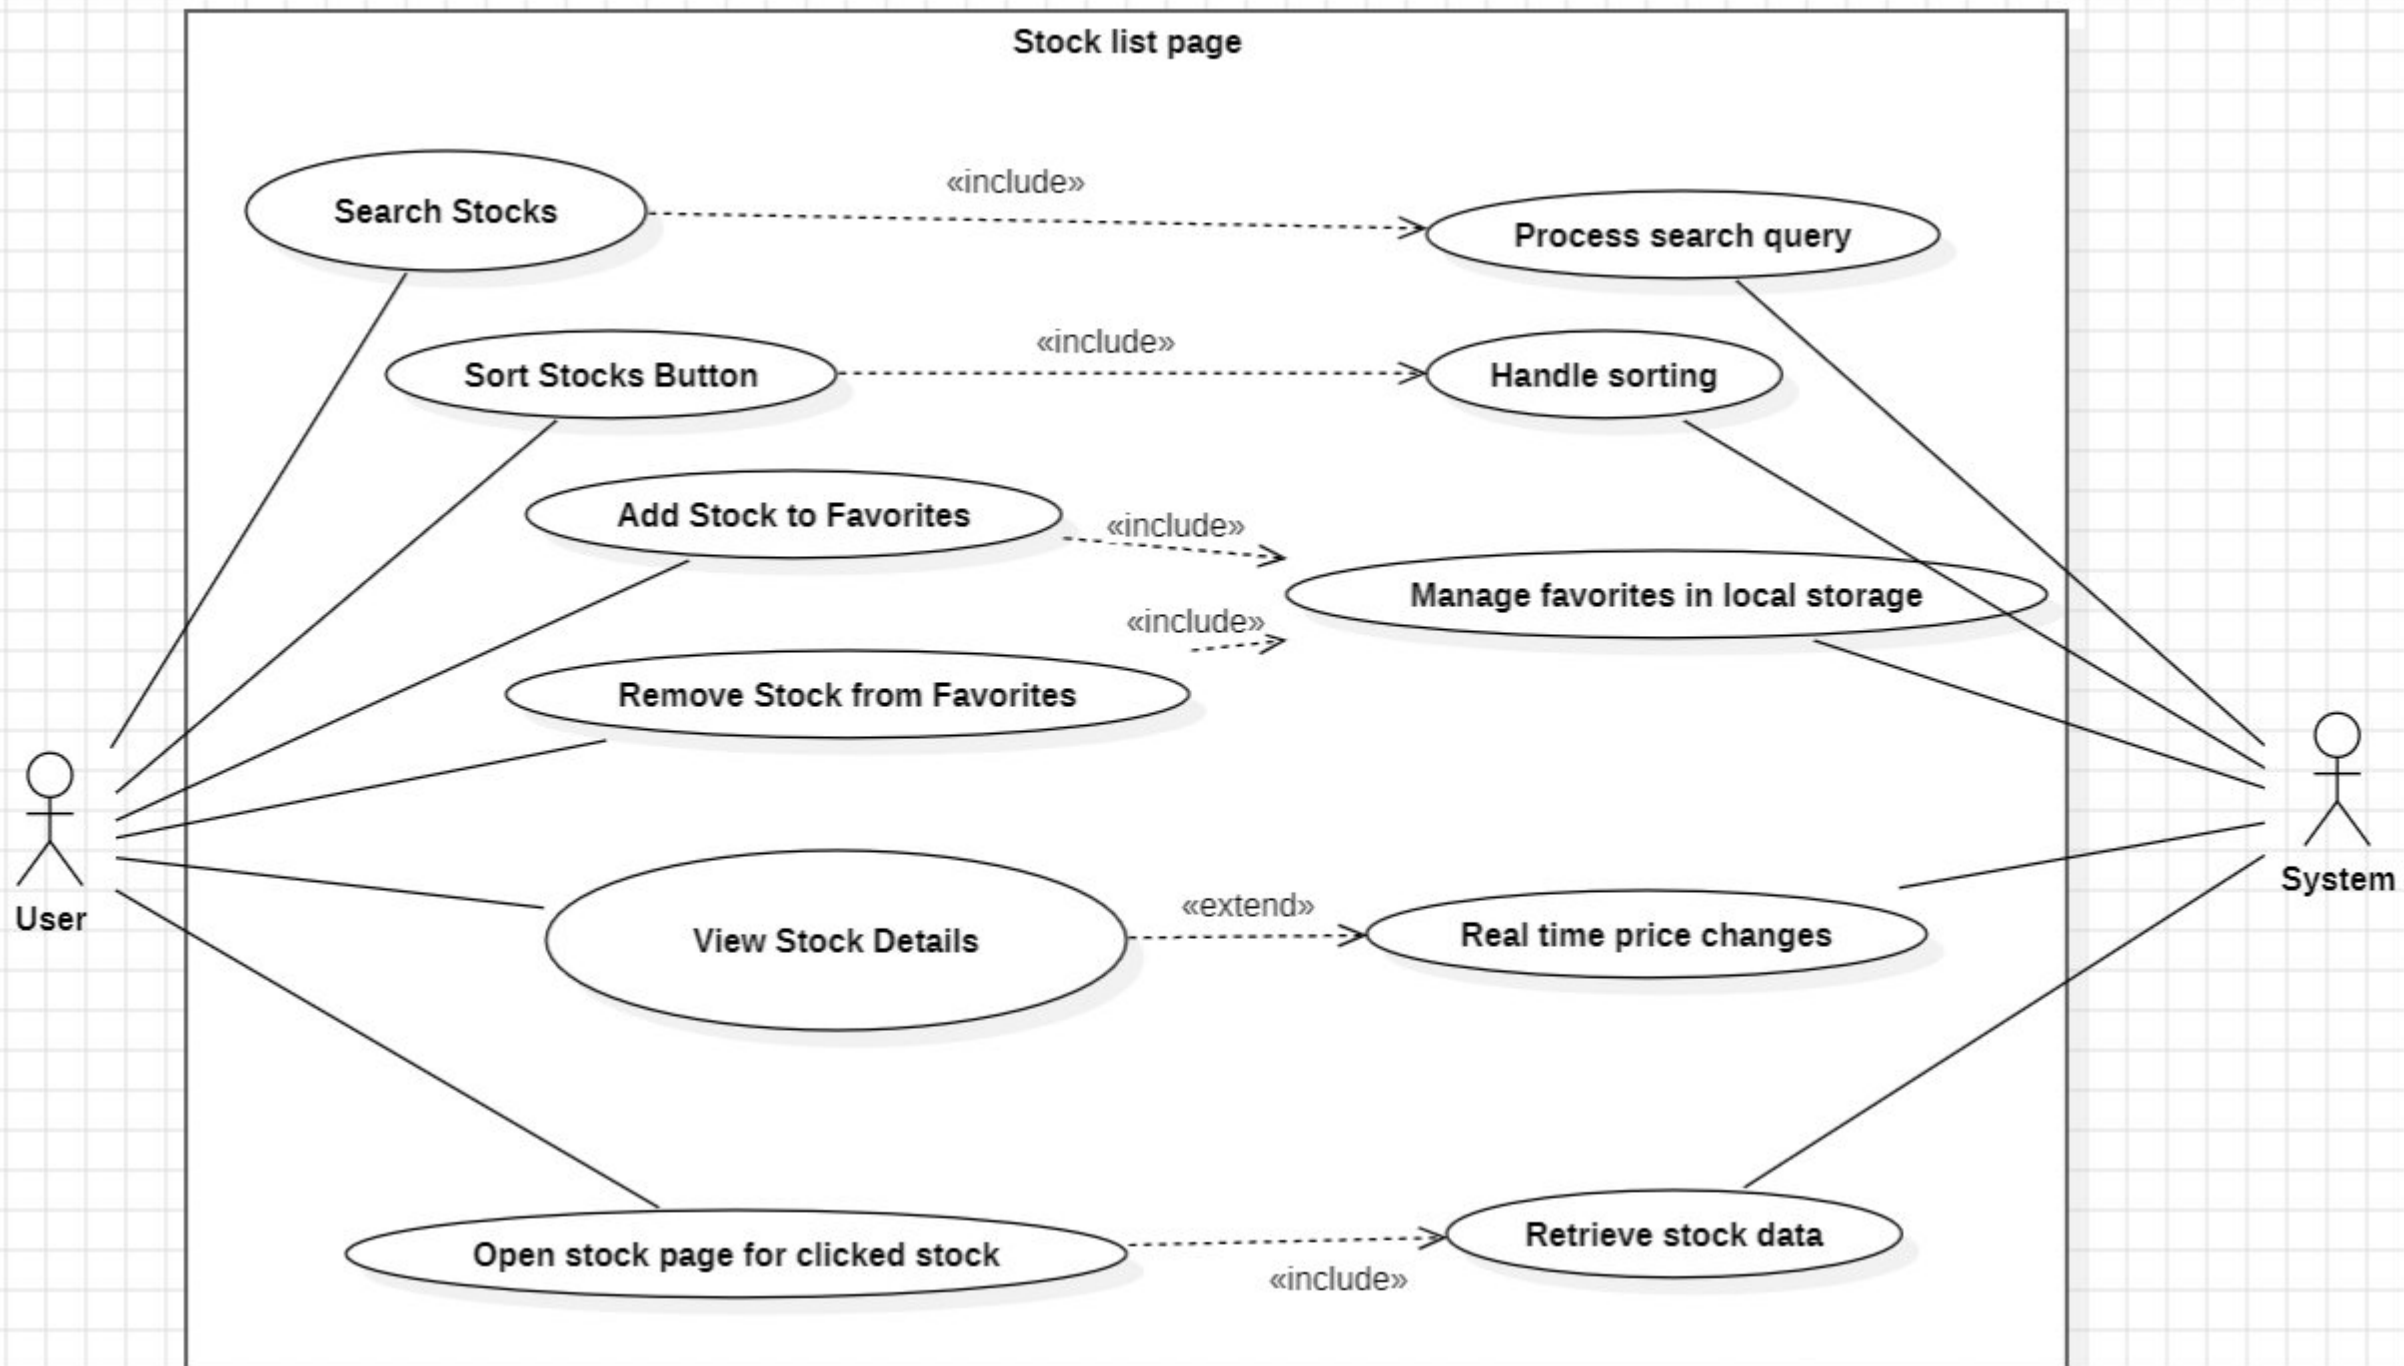 Stock list page
«include»
Search Stocks
Process search query
«include»
Sort Stocks Button
Handle sorting
Add Stock to Favorites
«include»
Manage favorites in local storage
«include»
Remove Stock from Favorites
User
System
«extend»
View Stock Details
Real time price changes
Open stock page for clicked stock
Retrieve stock data
«include»